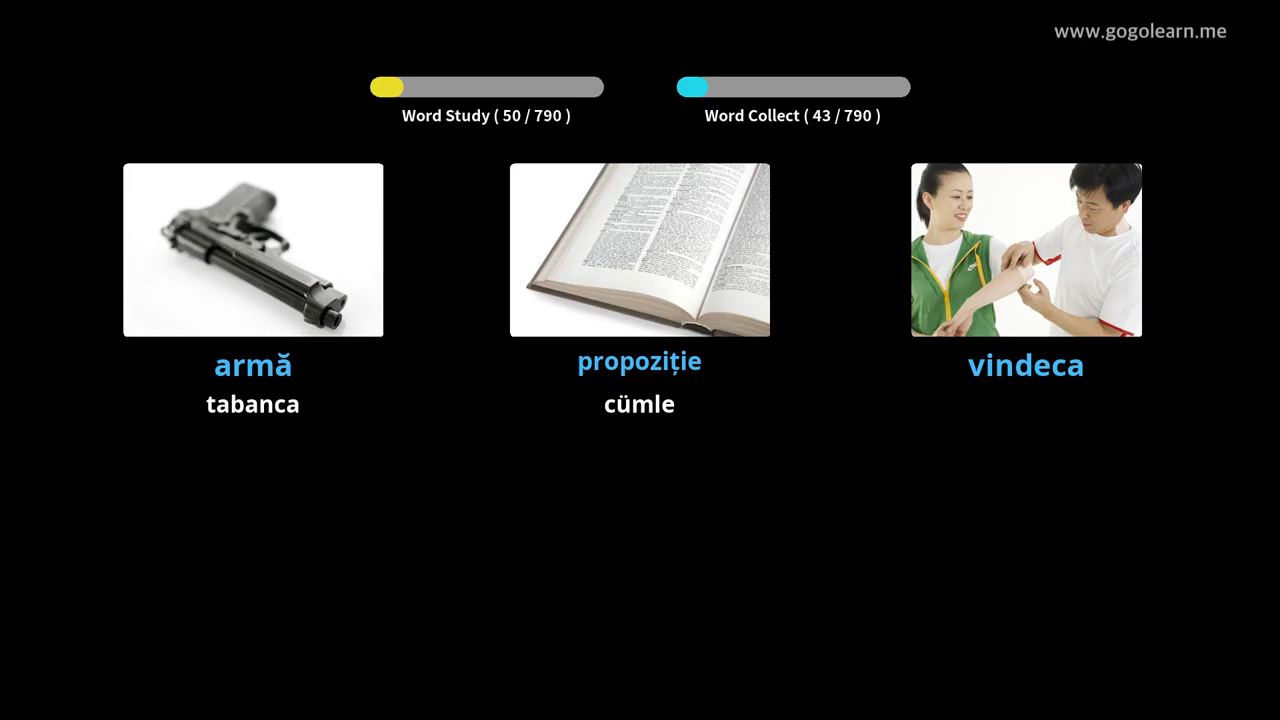 www.gogolearn.me
Word Study ( 50 / 790 )
Word Collect ( 43 / 790 )
armă
propoziție
vindeca
tabanca
cümle